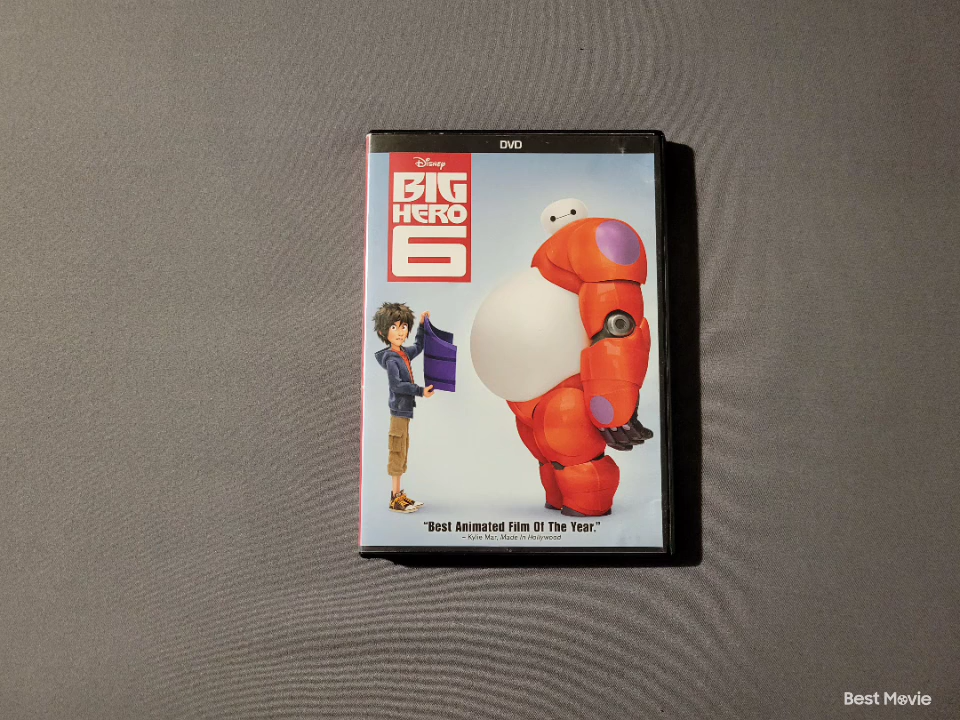 DVD
Disney
BIG
HERO
6
“Best Animated Film Of The Year.”
– Kylie Mar, Made In Hollywood
Best Movie